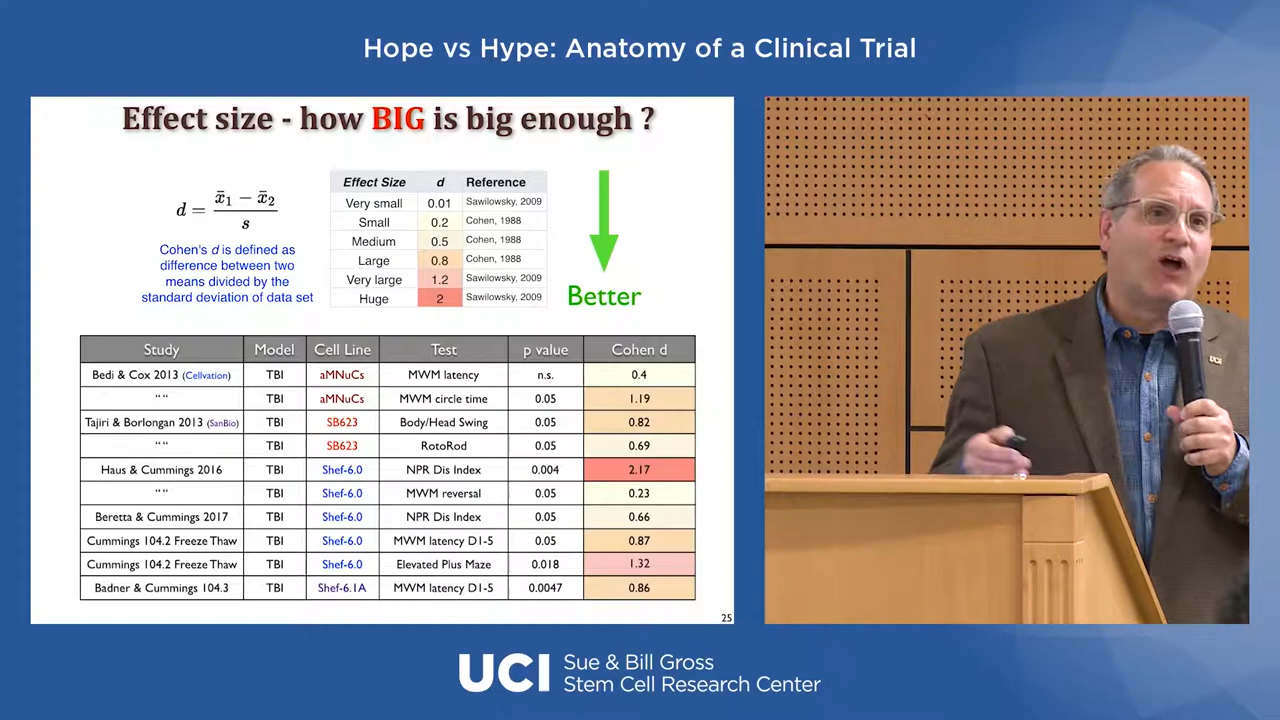 Hope vs Hype: Anatomy of a Clinical Trial
Effect size - how BIG is big enough ?
d = x̄1 − x̄2 / s
Cohen's d is defined as
difference between two
means divided by the
standard deviation of data set
Effect Size d Reference
Very small 0.01 Sawilowsky, 2009
Small 0.2 Cohen, 1988
Medium 0.5 Cohen, 1988
Large 0.8 Cohen, 1988
Very large 1.2 Sawilowsky, 2009
Huge 2 Sawilowsky, 2009
Better
Study Model Cell Line Test p value Cohen d
Bedi & Cox 2013 (Cellvation) TBI aMNuCs MWM latency n.s. 0.4
" " TBI aMNuCs MWM circle time 0.05 1.19
Tajiri & Borlongan 2013 (SanBio) TBI SB623 Body/Head Swing 0.05 0.82
" " TBI SB623 RotoRod 0.05 0.69
Haus & Cummings 2016 TBI Shef-6.0 NPR Dis Index 0.004 2.17
" " TBI Shef-6.0 MWM reversal 0.05 0.23
Beretta & Cummings 2017 TBI Shef-6.0 NPR Dis Index 0.05 0.66
Cummings 104.2 Freeze Thaw TBI Shef-6.0 MWM latency D1-5 0.05 0.87
Cummings 104.2 Freeze Thaw TBI Shef-6.0 Elevated Plus Maze 0.018 1.32
Badner & Cummings 104.3 TBI Shef-6.1A MWM latency D1-5 0.0047 0.86
25
UCI
UCI Sue & Bill Gross
Stem Cell Research Center